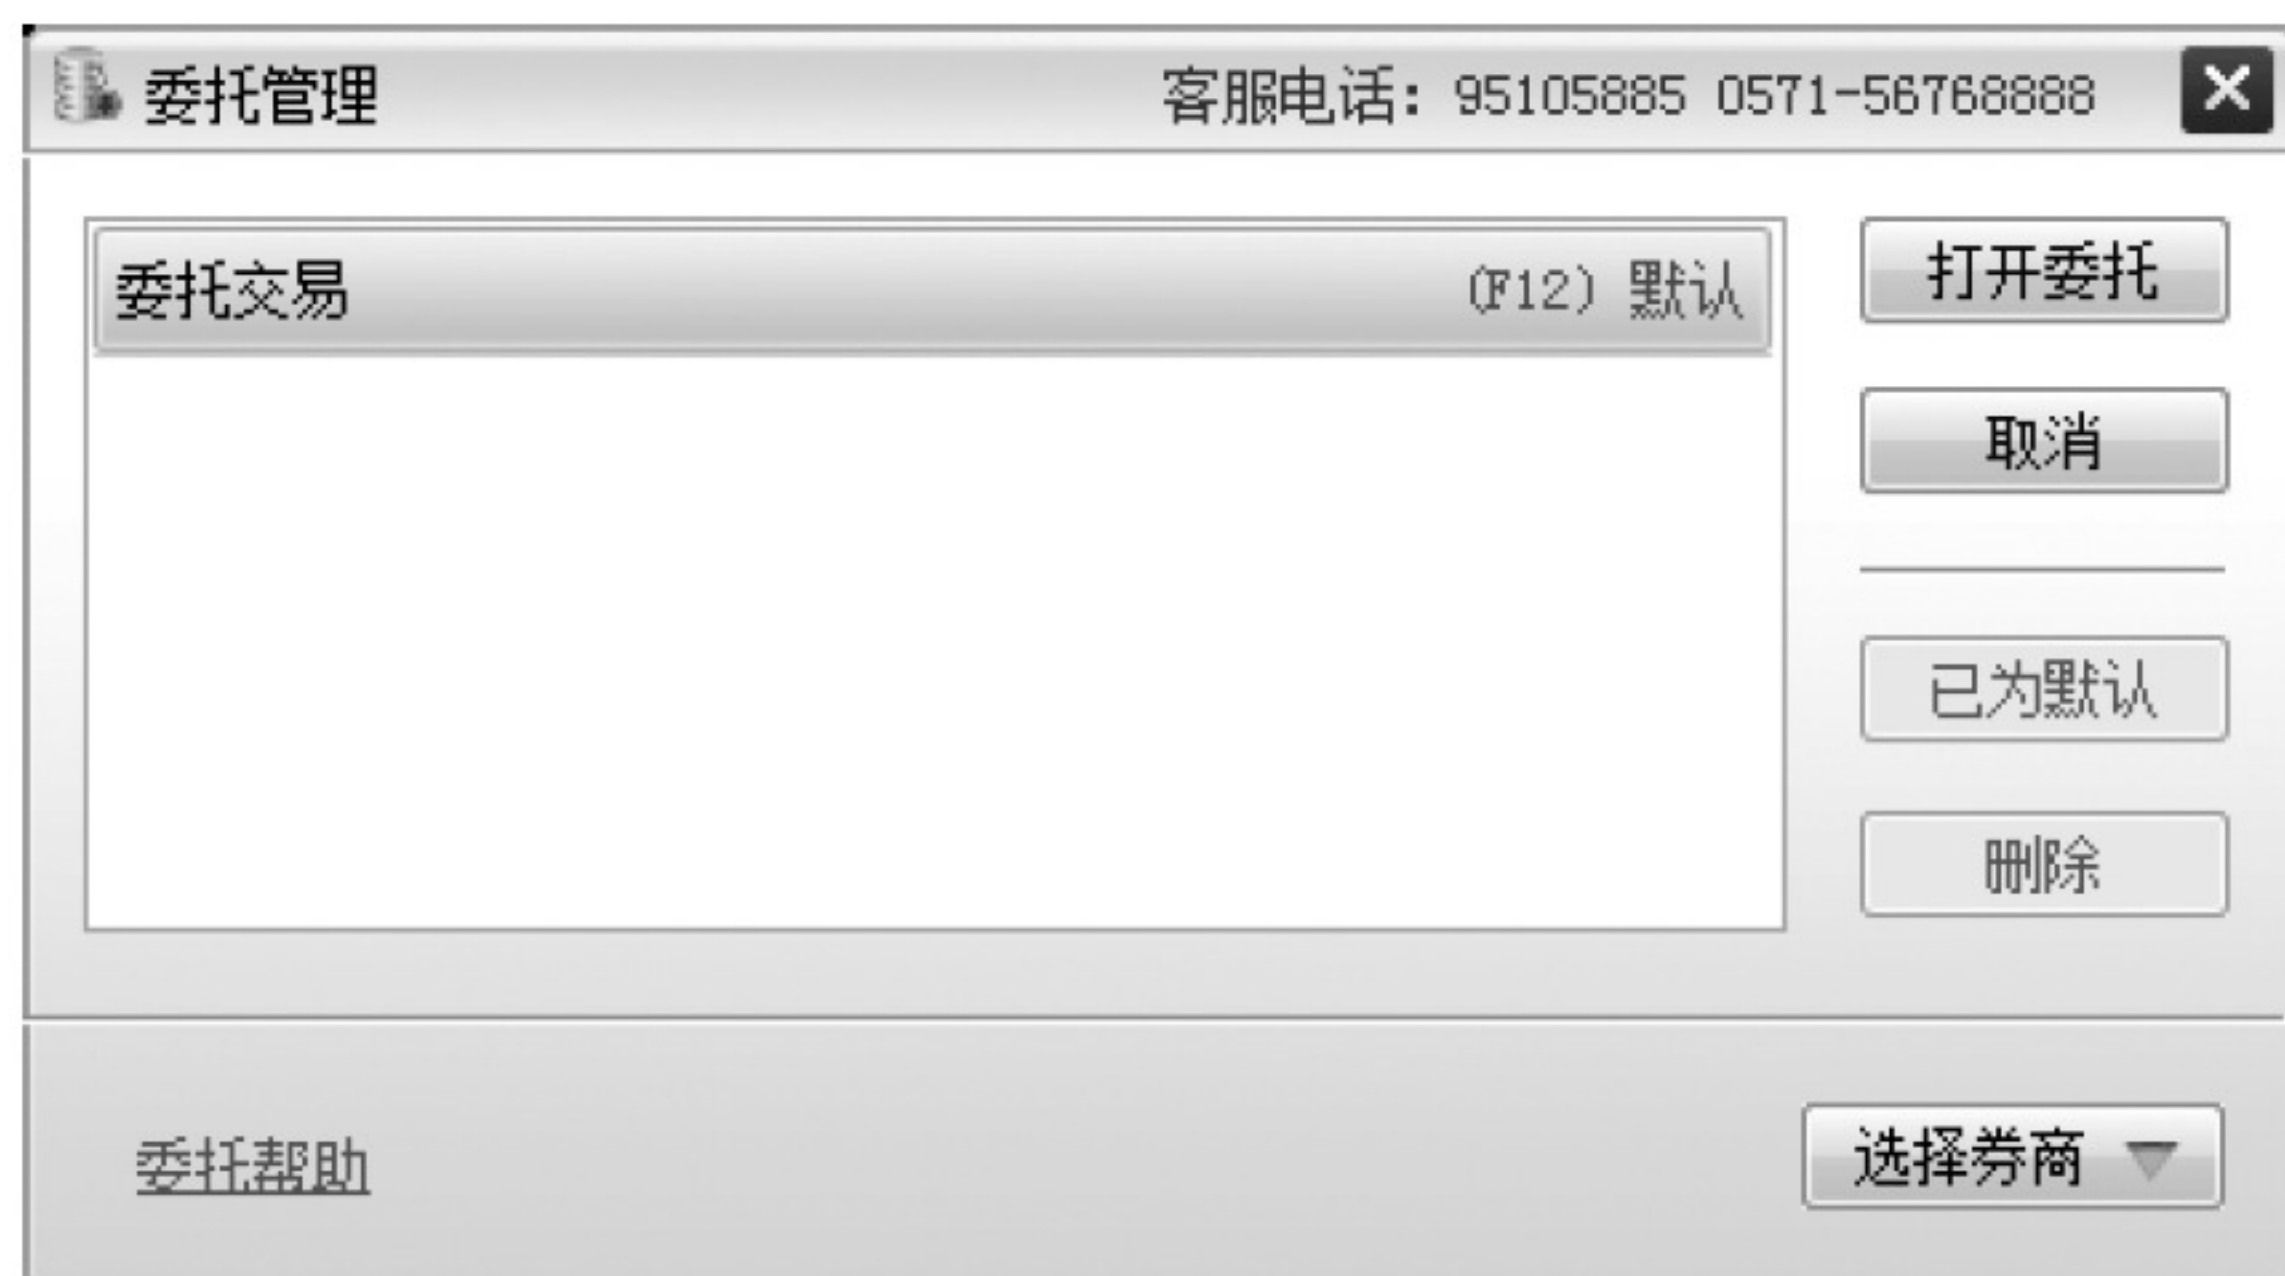 委托管理 客服电话: 95105885 0571-56768888
委托交易 (F12) 默认
打开委托
取消
已为默认
删除
委托帮助 选择券商